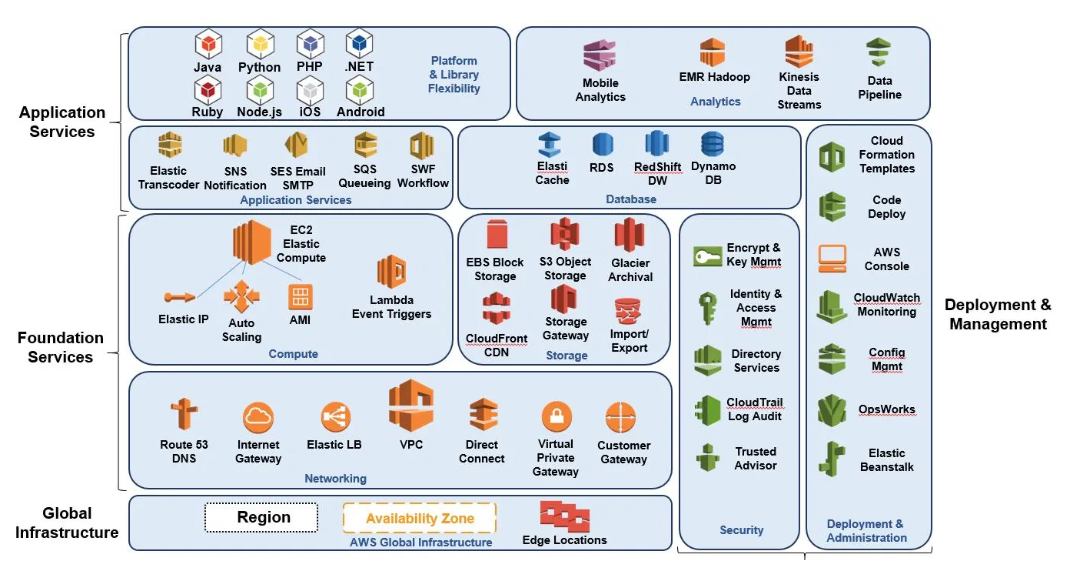 Application
Services
Java
Python
PHP
.NET
Ruby
Node.js
iOS
Android
Platform
& Library
Flexibility
Mobile
Analytics
EMR Hadoop
Kinesis
Data
Streams
Data
Pipeline
Analytics
Elastic
Transcoder
SNS
Notification
SES Email
SMTP
SQS
Queueing
SWF
Workflow
Application Services
Elasti
Cache
RDS
RedShift
DW
Dynamo
DB
Database
Foundation
Services
EC2
Elastic
Compute
Elastic IP
Auto
Scaling
AMI
Lambda
Event Triggers
Compute
EBS Block
Storage
S3 Object
Storage
Glacier
Archival
CloudFront
CDN
Storage
Gateway
Import/
Export
Storage
Route 53
DNS
Internet
Gateway
Elastic LB
VPC
Direct
Connect
Virtual
Private
Gateway
Customer
Gateway
Networking
Global
Infrastructure
Region
Availability Zone
Edge Locations
AWS Global Infrastructure
Encrypt &
Key Mgmt
Identity &
Access
Mgmt
Directory
Services
CloudTrail
Log Audit
Trusted
Advisor
Security
Cloud
Formation
Templates
Code
Deploy
AWS
Console
CloudWatch
Monitoring
Config
Mgmt
OpsWorks
Elastic
Beanstalk
Deployment &
Administration
Deployment &
Management